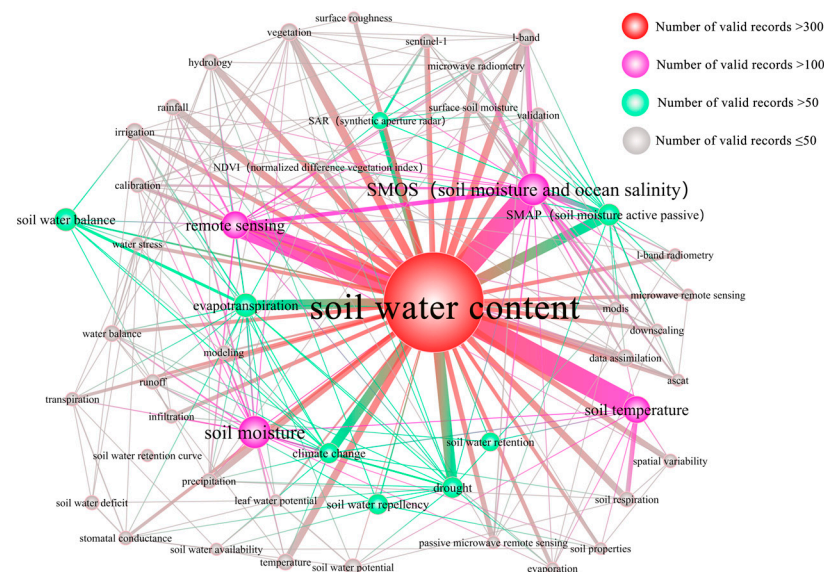 surface roughness
Number of valid records >300
vegetation
sentinel-1
l-band
hydrology
microwave radiometry
Number of valid records >100
rainfall
surface soil moisture
Number of valid records >50
SAR (synthetic aperture radar)
validation
irrigation
Number of valid records ≤50
NDVI (normalized difference vegetation index)
calibration
SMOS (soil moisture and ocean salinity)
soil water balance
remote sensing
SMAP (soil moisture active passive)
water stress
l-band radiometry
microwave remote sensing
evapotranspiration
soil water content
modis
water balance
downscaling
modeling
data assimilation
runoff
ascat
transpiration
infiltration
soil temperature
soil moisture
soil water retention
soil water retention curve
climate change
spatial variability
precipitation
drought
soil water deficit
leaf water potential
soil water repellency
soil respiration
stomatal conductance
soil water availability
passive microwave remote sensing
soil properties
temperature
soil water potential
evaporation